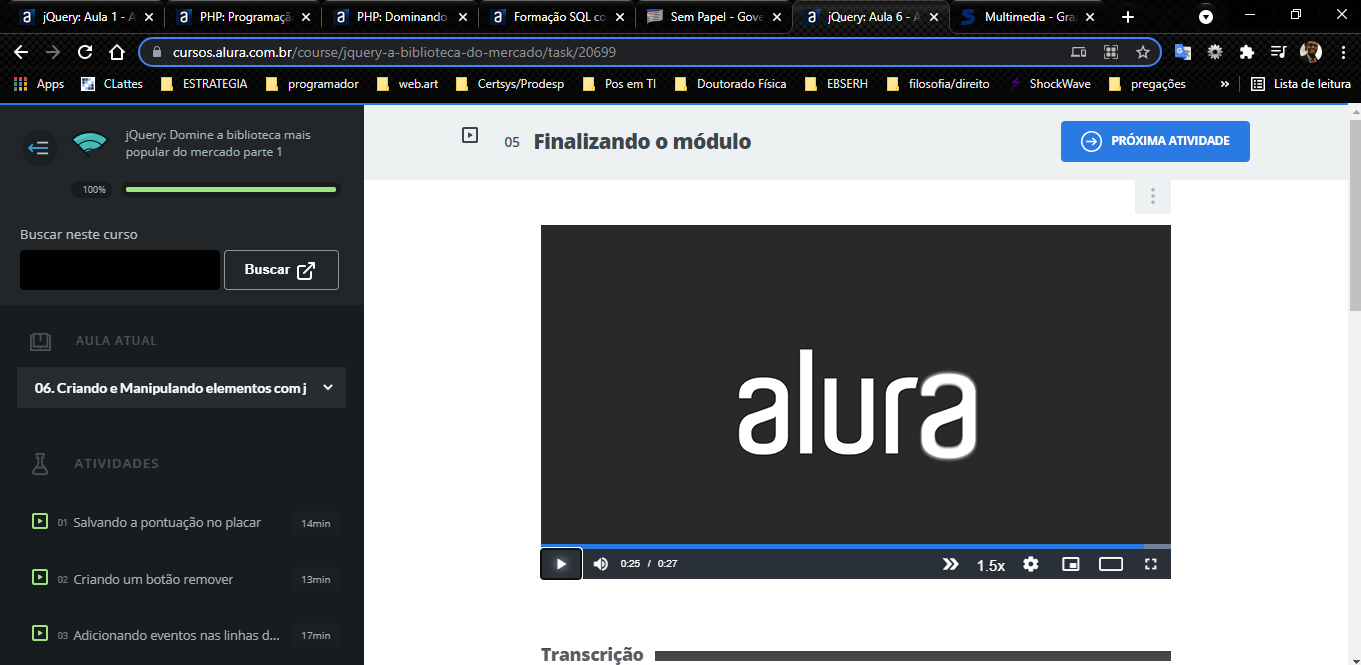 jQuery: Aula 1 - A
PHP: Programaçã
PHP: Dominando
Formação SQL co
Sem Papel - Gove
jQuery: Aula 6 - A
Multimedia - Gra
cursos.alura.com.br/course/jquery-a-biblioteca-do-mercado/task/20699
Apps
CLattes
ESTRATEGIA
programador
web.art
Certsys/Prodesp
Pos em TI
Doutorado Física
EBSERH
filosofia/direito
ShockWave
pregações
»
Lista de leitura
jQuery: Domine a biblioteca mais
popular do mercado parte 1
100%
Buscar neste curso
Buscar
AULA ATUAL
06. Criando e Manipulando elementos com j
ATIVIDADES
01 Salvando a pontuação no placar 14min
02 Criando um botão remover 13min
03 Adicionando eventos nas linhas d... 17min
05 Finalizando o módulo
PRÓXIMA ATIVIDADE
alura
0:25 / 0:27
1.5x
Transcrição